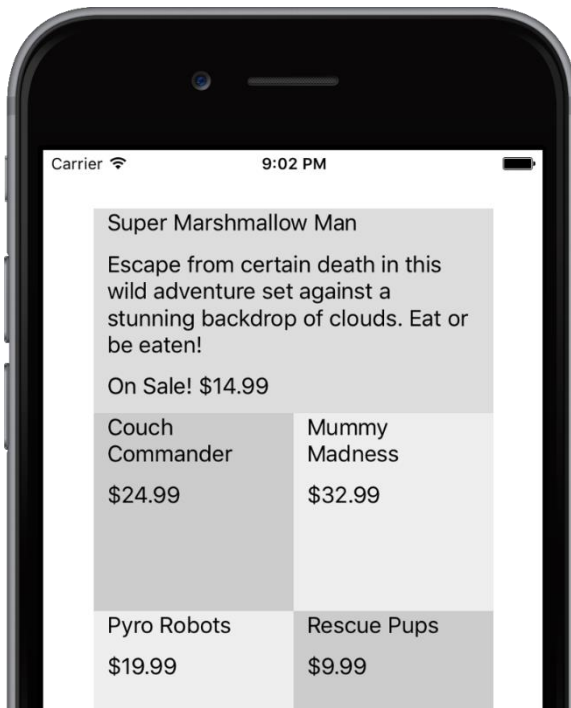 Carrier 9:02 PM
Super Marshmallow Man
Escape from certain death in this
wild adventure set against a
stunning backdrop of clouds. Eat or
be eaten!
On Sale! $14.99
Couch
Commander
$24.99
Mummy
Madness
$32.99
Pyro Robots
$19.99
Rescue Pups
$9.99